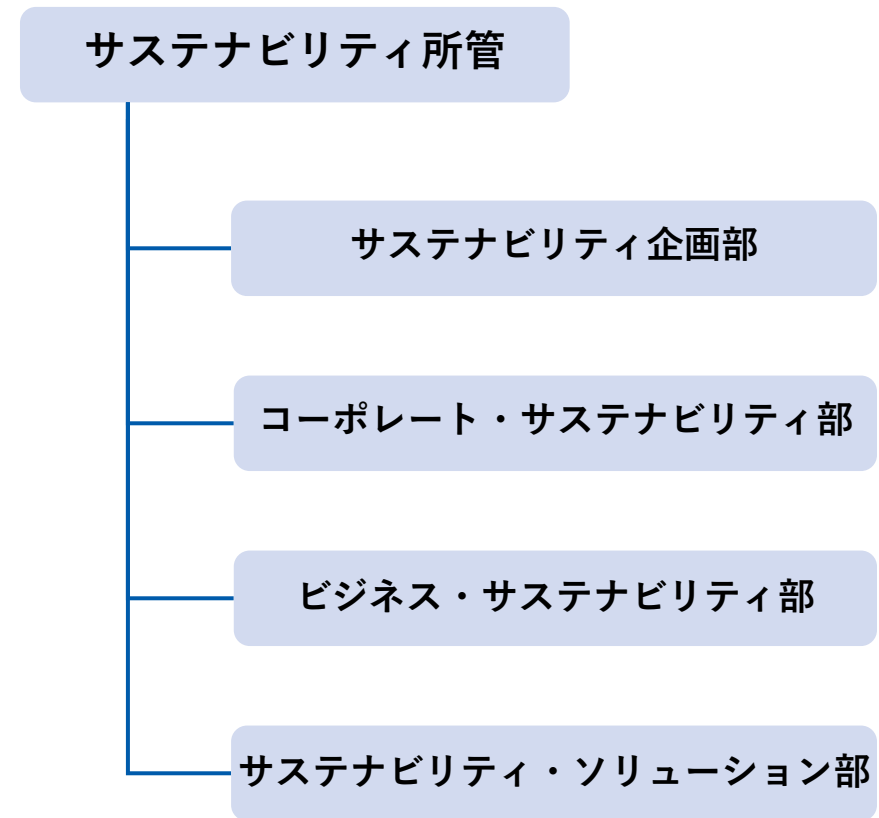 サステナビリティ所管
サステナビリティ企画部
コーポレート・サステナビリティ部
ビジネス・サステナビリティ部
サステナビリティ・ソリューション部